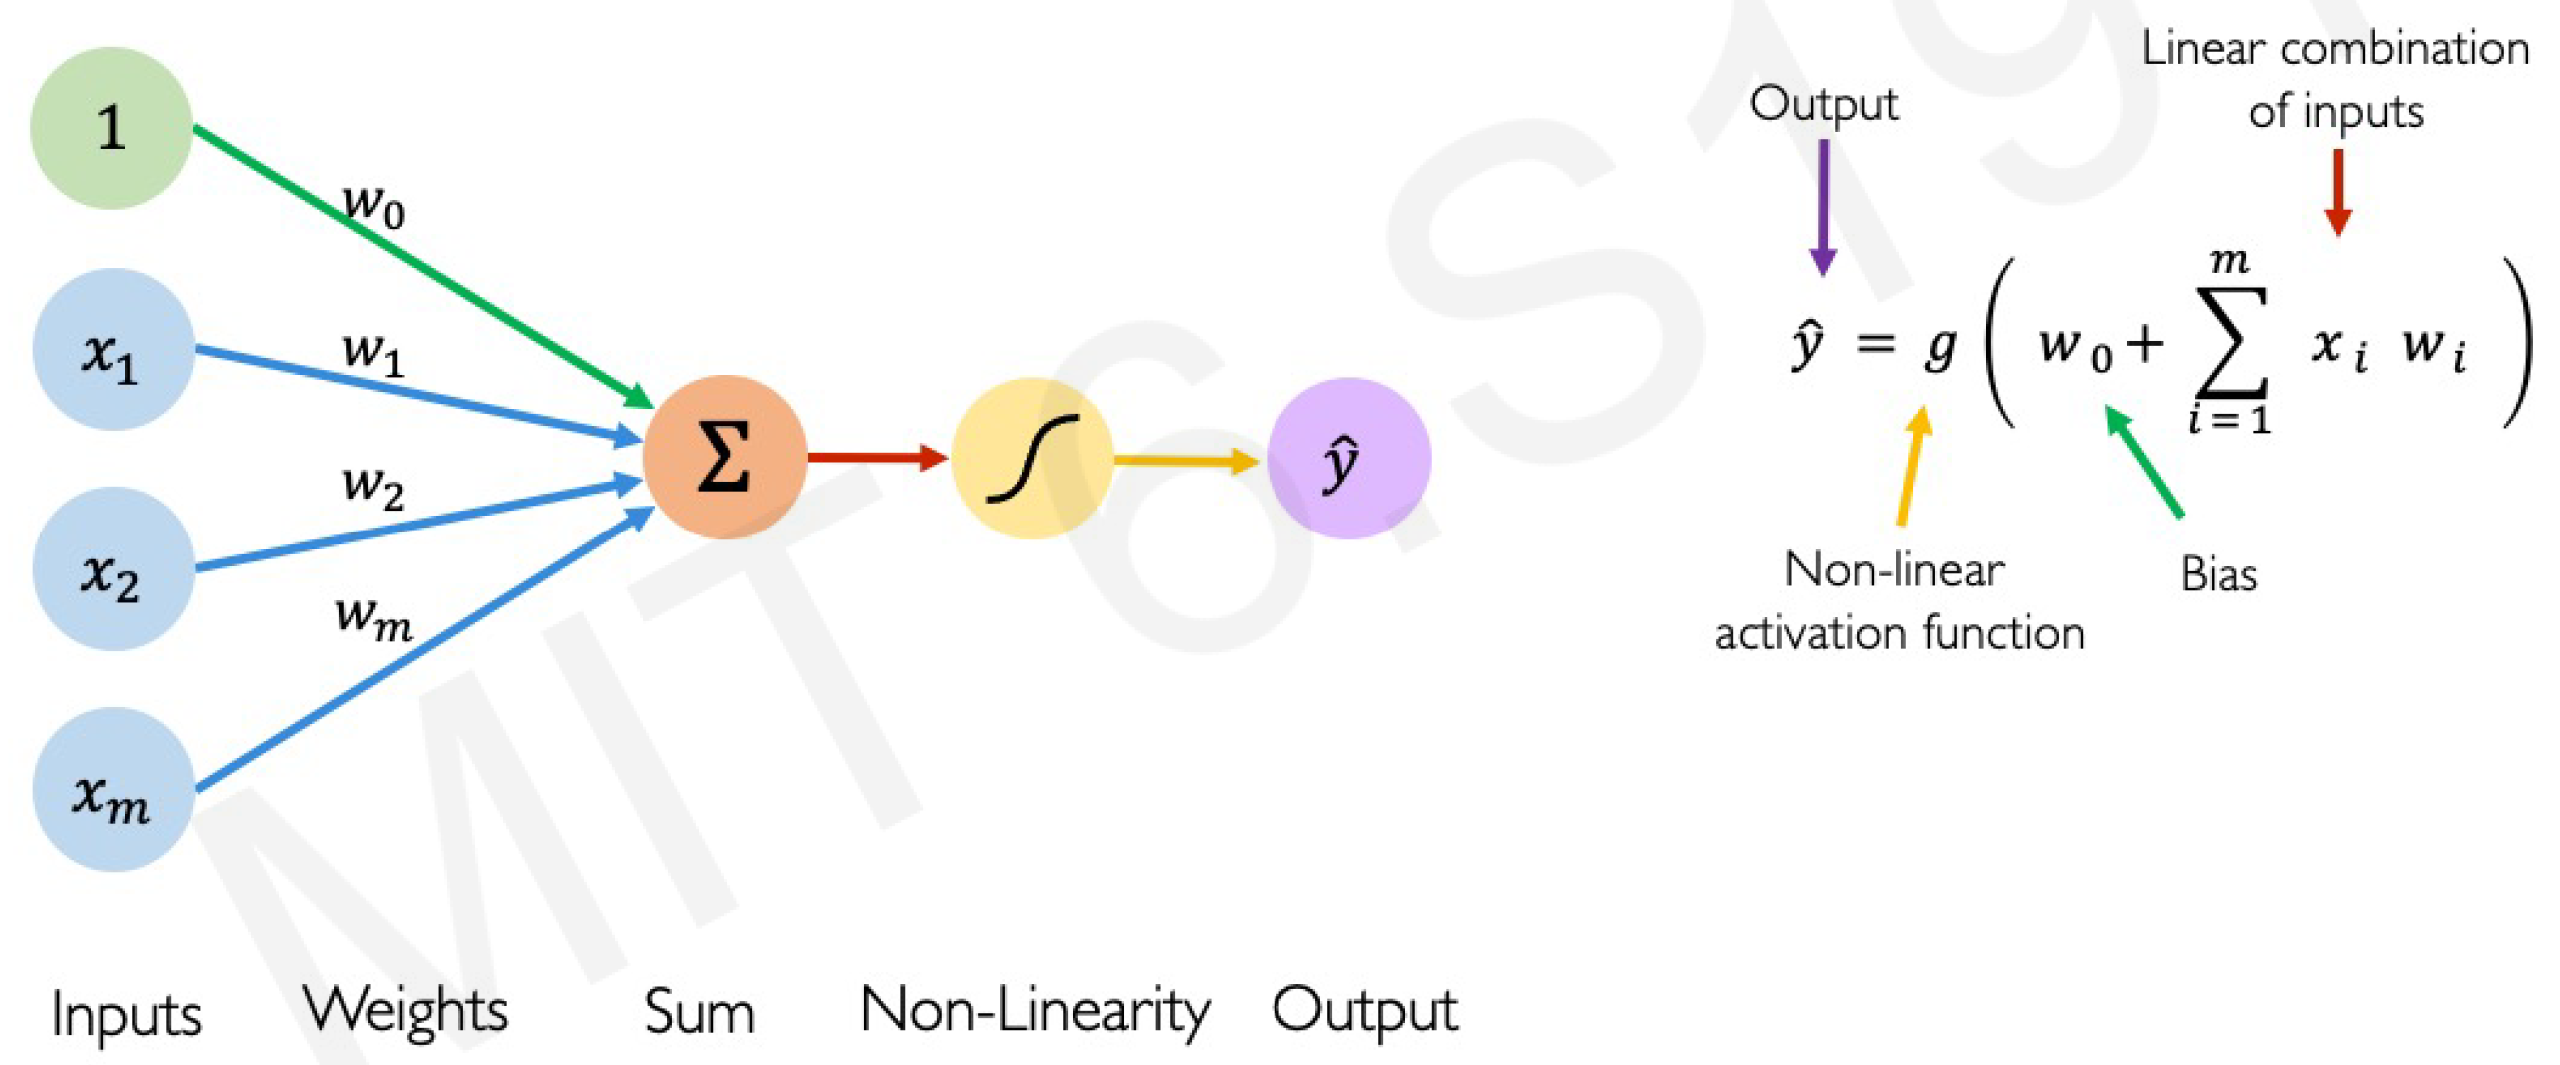 1
w₀
x₁
w₁
x₂
w₂
xₘ
wₘ
Σ
∫
ŷ
Inputs
Weights
Sum
Non-Linearity
Output
Output
Linear combination
of inputs
ŷ = g ( w₀ + ∑ᵢ₌₁ᵐ xᵢ wᵢ )
Non-linear
activation function
Bias
MIT 6.S191